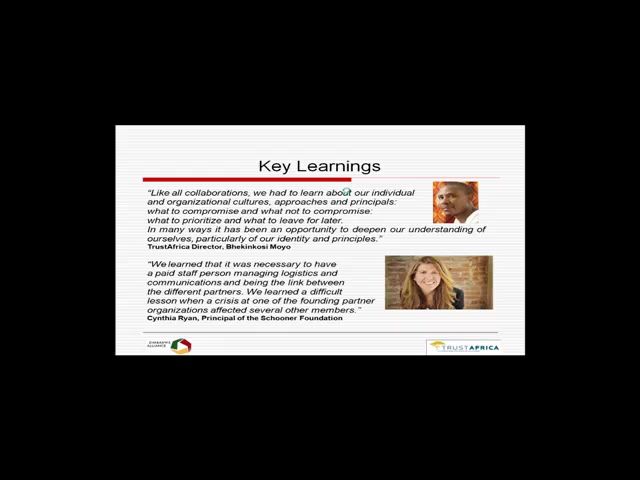 Key Learnings
“Like all collaborations, we had to learn about our individual
and organizational cultures, approaches and principals:
what to compromise and what not to compromise:
what to prioritize and what to leave for later.
In many ways it has been an opportunity to deepen our understanding of
ourselves, particularly of our identity and principles.”
TrustAfrica Director, Bhekinkosi Moyo
“We learned that it was necessary to have
a paid staff person managing logistics and
communications and being the link between
the different partners. We learned a difficult
lesson when a crisis at one of the founding partner
organizations affected several other members.”
Cynthia Ryan, Principal of the Schooner Foundation
ZIMBABWE
ALLIANCE
TRUSTAFRICA